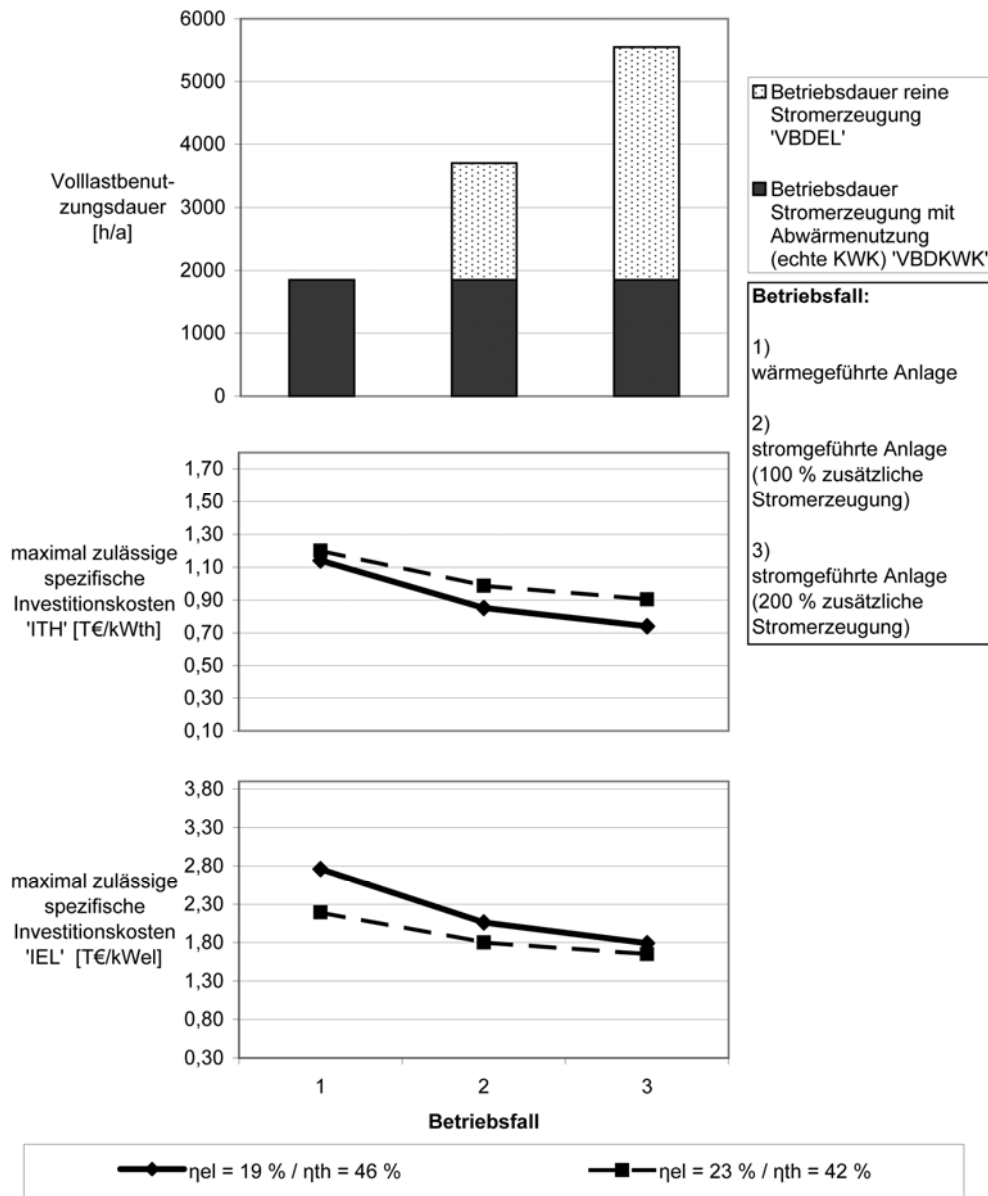 6000
5000
4000
3000
2000
1000
0
Volllastbenut-
zungsdauer
[h/a]
Betriebsdauer reine
Stromerzeugung
'VBDEL'
Betriebsdauer
Stromerzeugung mit
Abwärmenutzung
(echte KWK) 'VBDKWK'
Betriebsfall:
1)
wärmegeführte Anlage
2)
stromgeführte Anlage
(100 % zusätzliche
Stromerzeugung)
3)
stromgeführte Anlage
(200 % zusätzliche
Stromerzeugung)
1,70
1,50
1,30
1,10
0,90
0,70
0,50
0,30
0,10
maximal zulässige
spezifische
Investitionskosten
'ITH' [T€/kWth]
3,80
3,30
2,80
2,30
1,80
1,30
0,80
0,30
maximal zulässige
spezifische
Investitionskosten
'IEL' [T€/kWel]
1 2 3
Betriebsfall
ηel = 19 % / ηth = 46 %
ηel = 23 % / ηth = 42 %